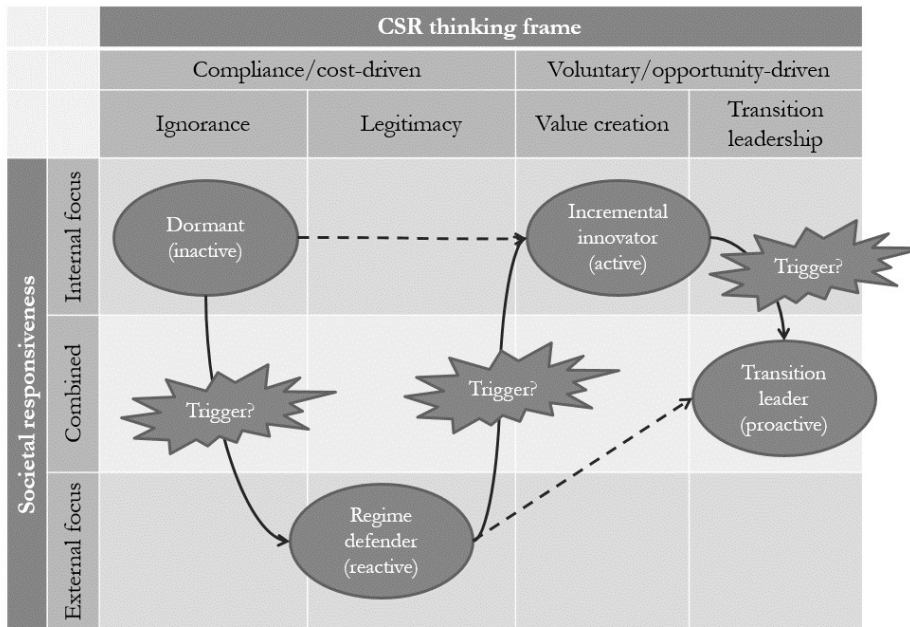 CSR thinking frame
Compliance/cost-driven
Voluntary/opportunity-driven
Ignorance
Legitimacy
Value creation
Transition
leadership
Societal responsiveness
Internal focus
Combined
External focus
Dormant
(inactive)
Incremental
innovator
(active)
Trigger?
Trigger?
Trigger?
Transition
leader
(proactive)
Regime
defender
(reactive)